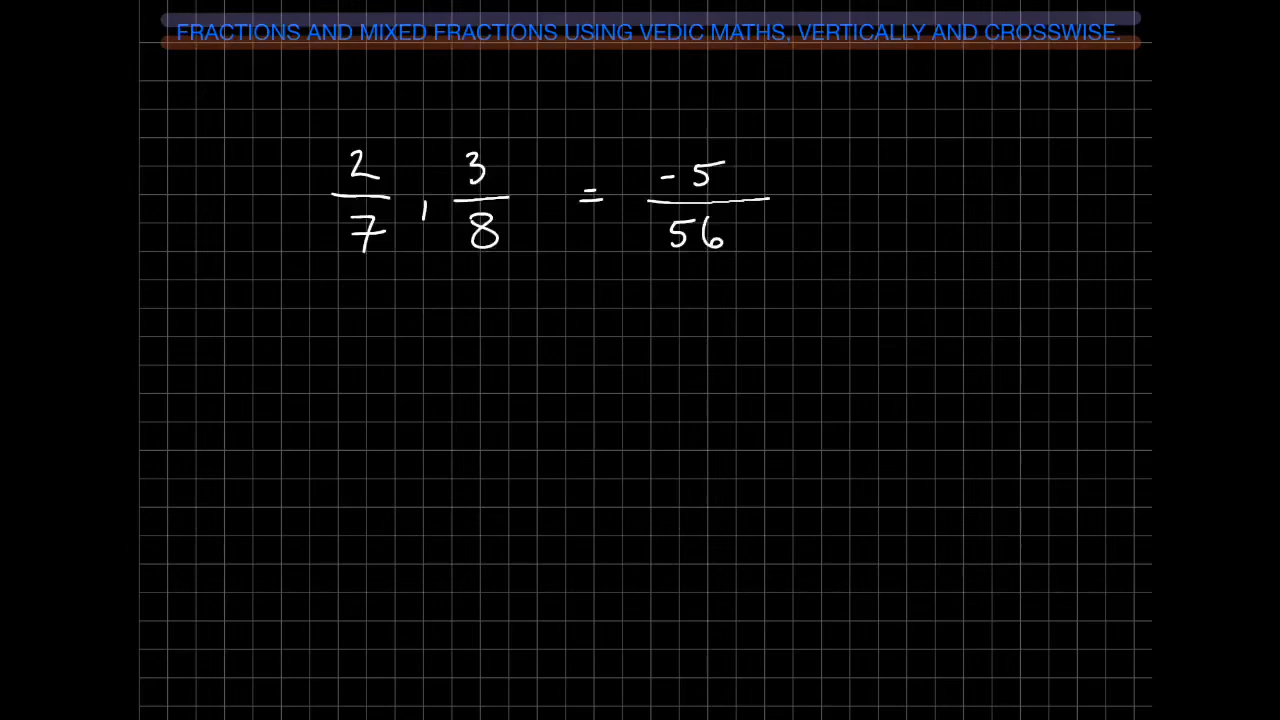 FRACTIONS AND MIXED FRACTIONS USING VEDIC MATHS, VERTICALLY AND CROSSWISE.
2 3 -5
, =
7 8 56